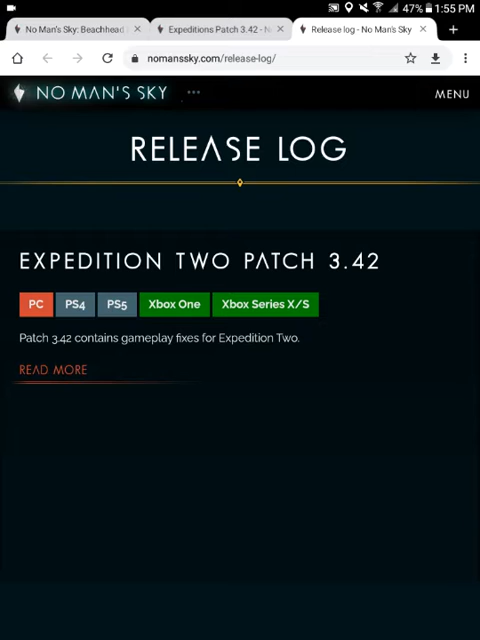 47% 1:55 PM
No Man's Sky: Beachhead
Expeditions Patch 3.42 - N
Release log - No Man's Sky
nomanssky.com/release-log/
NO MAN'S SKY
MENU
RELEASE LOG
EXPEDITION TWO PATCH 3.42
PC PS4 PS5 Xbox One Xbox Series X/S
Patch 3.42 contains gameplay fixes for Expedition Two.
READ MORE